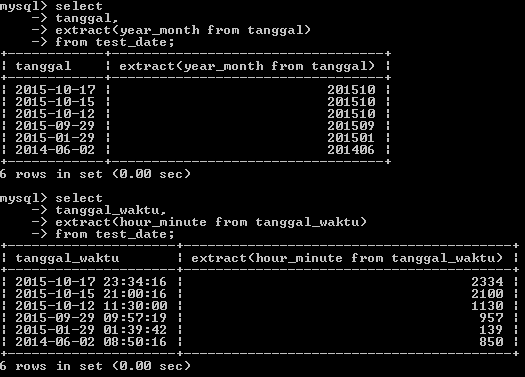 mysql> select
    -> tanggal,
    -> extract(year_month from tanggal)
    -> from test_date;
+------------+----------------------------------+
¦ tanggal    ¦ extract(year_month from tanggal) ¦
+------------+----------------------------------+
¦ 2015-10-17 ¦                           201510 ¦
¦ 2015-10-15 ¦                           201510 ¦
¦ 2015-10-12 ¦                           201510 ¦
¦ 2015-09-29 ¦                           201509 ¦
¦ 2015-01-29 ¦                           201501 ¦
¦ 2014-06-02 ¦                           201406 ¦
+------------+----------------------------------+
6 rows in set (0.00 sec)
mysql> select
    -> tanggal_waktu,
    -> extract(hour_minute from tanggal_waktu)
    -> from test_date;
+---------------------+-----------------------------------------+
¦ tanggal_waktu       ¦ extract(hour_minute from tanggal_waktu) ¦
+---------------------+-----------------------------------------+
¦ 2015-10-17 23:34:16 ¦                                    2334 ¦
¦ 2015-10-15 21:00:16 ¦                                    2100 ¦
¦ 2015-10-12 11:30:00 ¦                                    1130 ¦
¦ 2015-09-29 09:57:19 ¦                                     957 ¦
¦ 2015-01-29 01:39:42 ¦                                     139 ¦
¦ 2014-06-02 08:50:16 ¦                                     850 ¦
+---------------------+-----------------------------------------+
6 rows in set (0.00 sec)